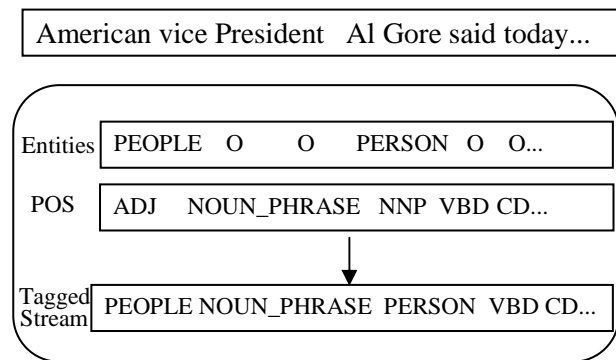 American vice President Al Gore said today...
Entities PEOPLE O O PERSON O O...
POS ADJ NOUN_PHRASE NNP VBD CD...
Tagged
Stream PEOPLE NOUN_PHRASE PERSON VBD CD...